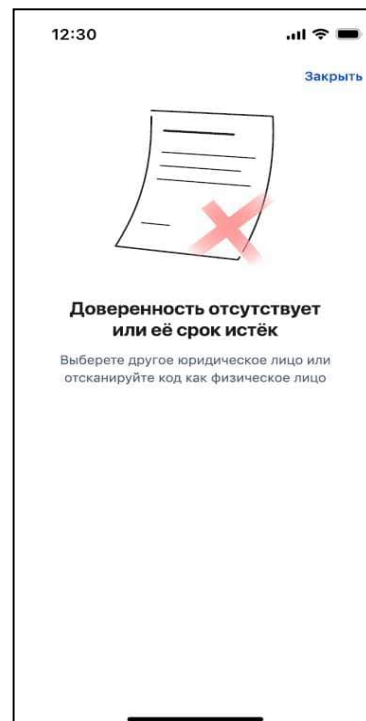 12:30
Закрыть
Доверенность отсутствует
или её срок истёк
Выберете другое юридическое лицо или
отсканируйте код как физическое лицо